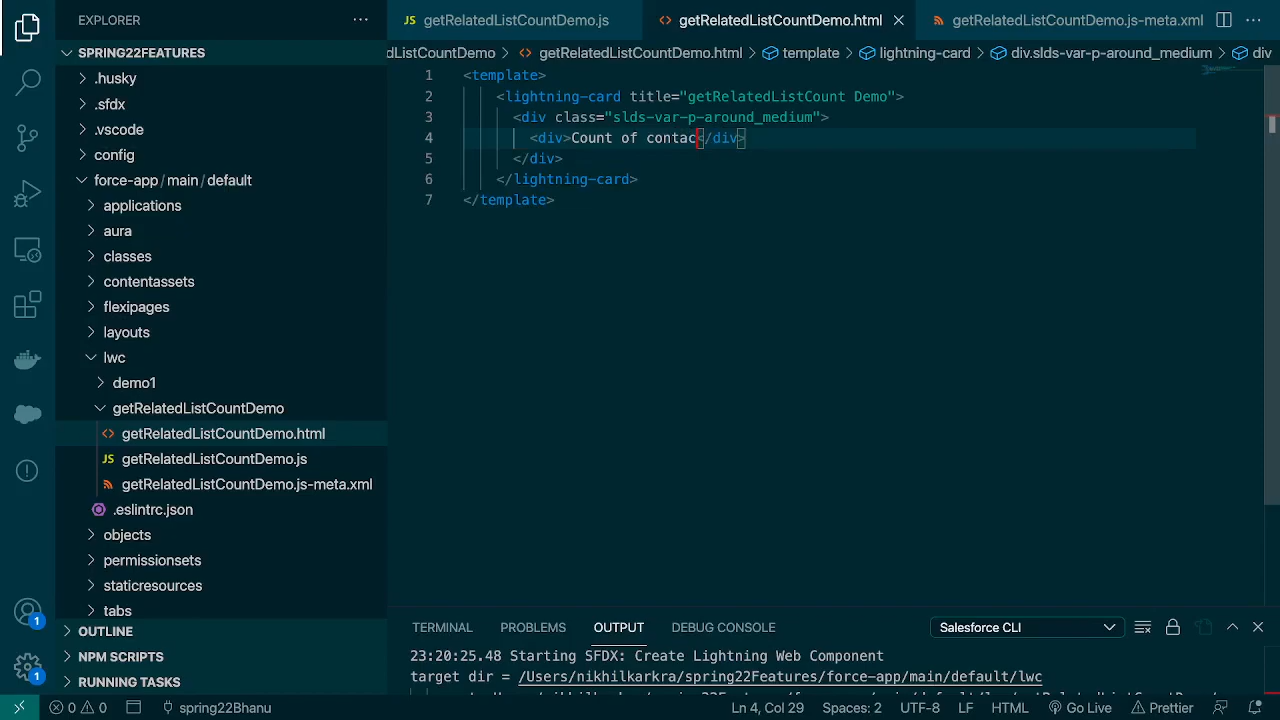 EXPLORER
SPRING22FEATURES
.husky
.sfdx
.vscode
config
force-app / main / default
applications
aura
classes
contentassets
flexipages
layouts
lwc
demo1
getRelatedListCountDemo
getRelatedListCountDemo.html
getRelatedListCountDemo.js
getRelatedListCountDemo.js-meta.xml
.eslintrc.json
objects
permissionsets
staticresources
tabs
OUTLINE
NPM SCRIPTS
RUNNING TASKS
1
1
JS getRelatedListCountDemo.js
getRelatedListCountDemo.html
getRelatedListCountDemo.js-meta.xml
edListCountDemo > getRelatedListCountDemo.html > template > lightning-card > div.slds-var-p-around_medium > div
1 <template>
2 <lightning-card title="getRelatedListCount Demo">
3 <div class="slds-var-p-around_medium">
4 <div>Count of contac</div>
5 </div>
6 </lightning-card>
7 </template>
TERMINAL PROBLEMS OUTPUT DEBUG CONSOLE Salesforce CLI
23:20:25.48 Starting SFDX: Create Lightning Web Component
target dir = /Users/nikhilkarkra/spring22Features/force-app/main/default/lwc
0 0 spring22Bhanu Ln 4, Col 29 Spaces: 2 UTF-8 LF HTML Go Live Prettier